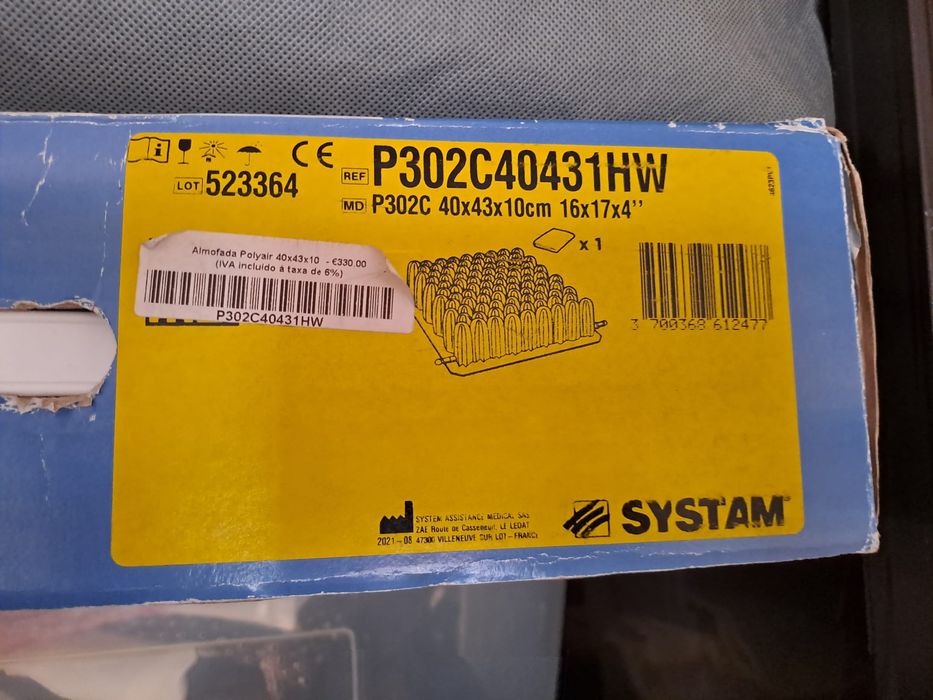 CE
REF P302C40431HW
LOT 523364
MD P302C 40x43x10cm 16x17x4''
x 1
Almofada Polyair 40x43x10 - €330.00
(IVA incluido à taxa de 6%)
P302C40431HW
3 700368 612477
SYSTEM ASSISTANCE MEDICAL SAS
ZAE Route de Casseneuil, LE LEDAT
2021-08 47300 VILLENEUVE SUR LOT - FRANCE
SYSTAM